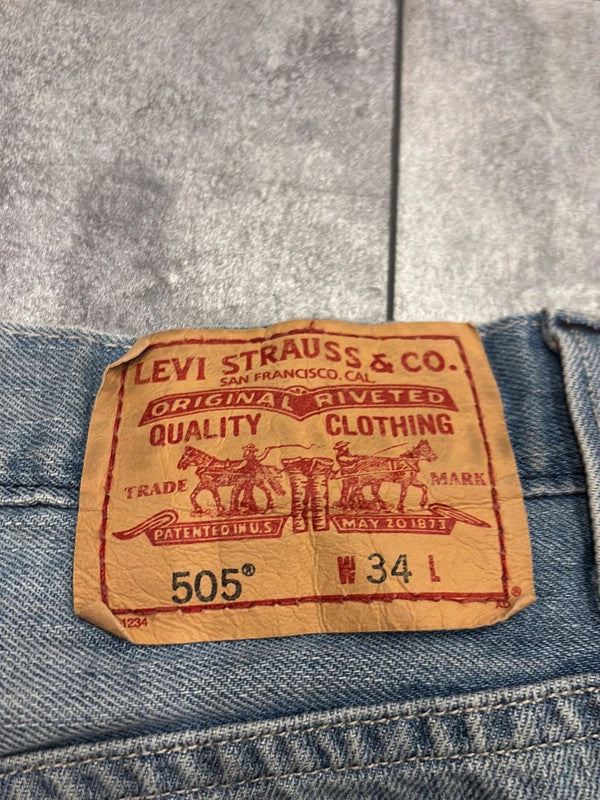 LEVI STRAUSS & CO.
SAN FRANCISCO, CAL.
ORIGINAL RIVETED
QUALITY CLOTHING
TRADE MARK
PATENTED IN U.S. MAY 20 1873
505® W 34 L
1234